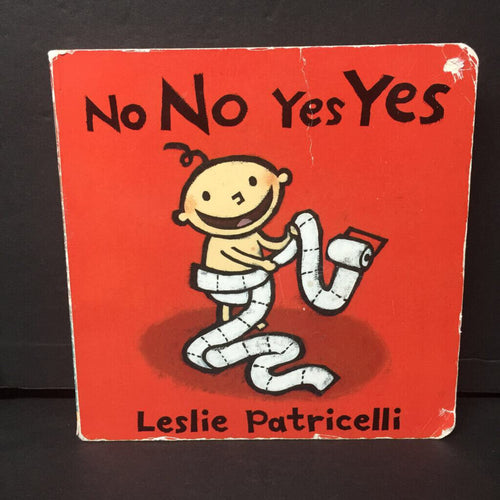 No No Yes Yes
Leslie Patricelli